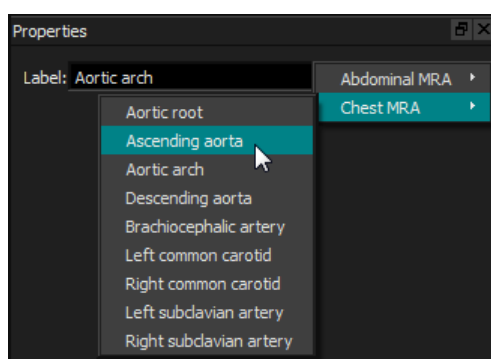 Properties
Label: Aortic arch
Abdominal MRA
Chest MRA
Aortic root
Ascending aorta
Aortic arch
Descending aorta
Brachiocephalic artery
Left common carotid
Right common carotid
Left subclavian artery
Right subclavian artery